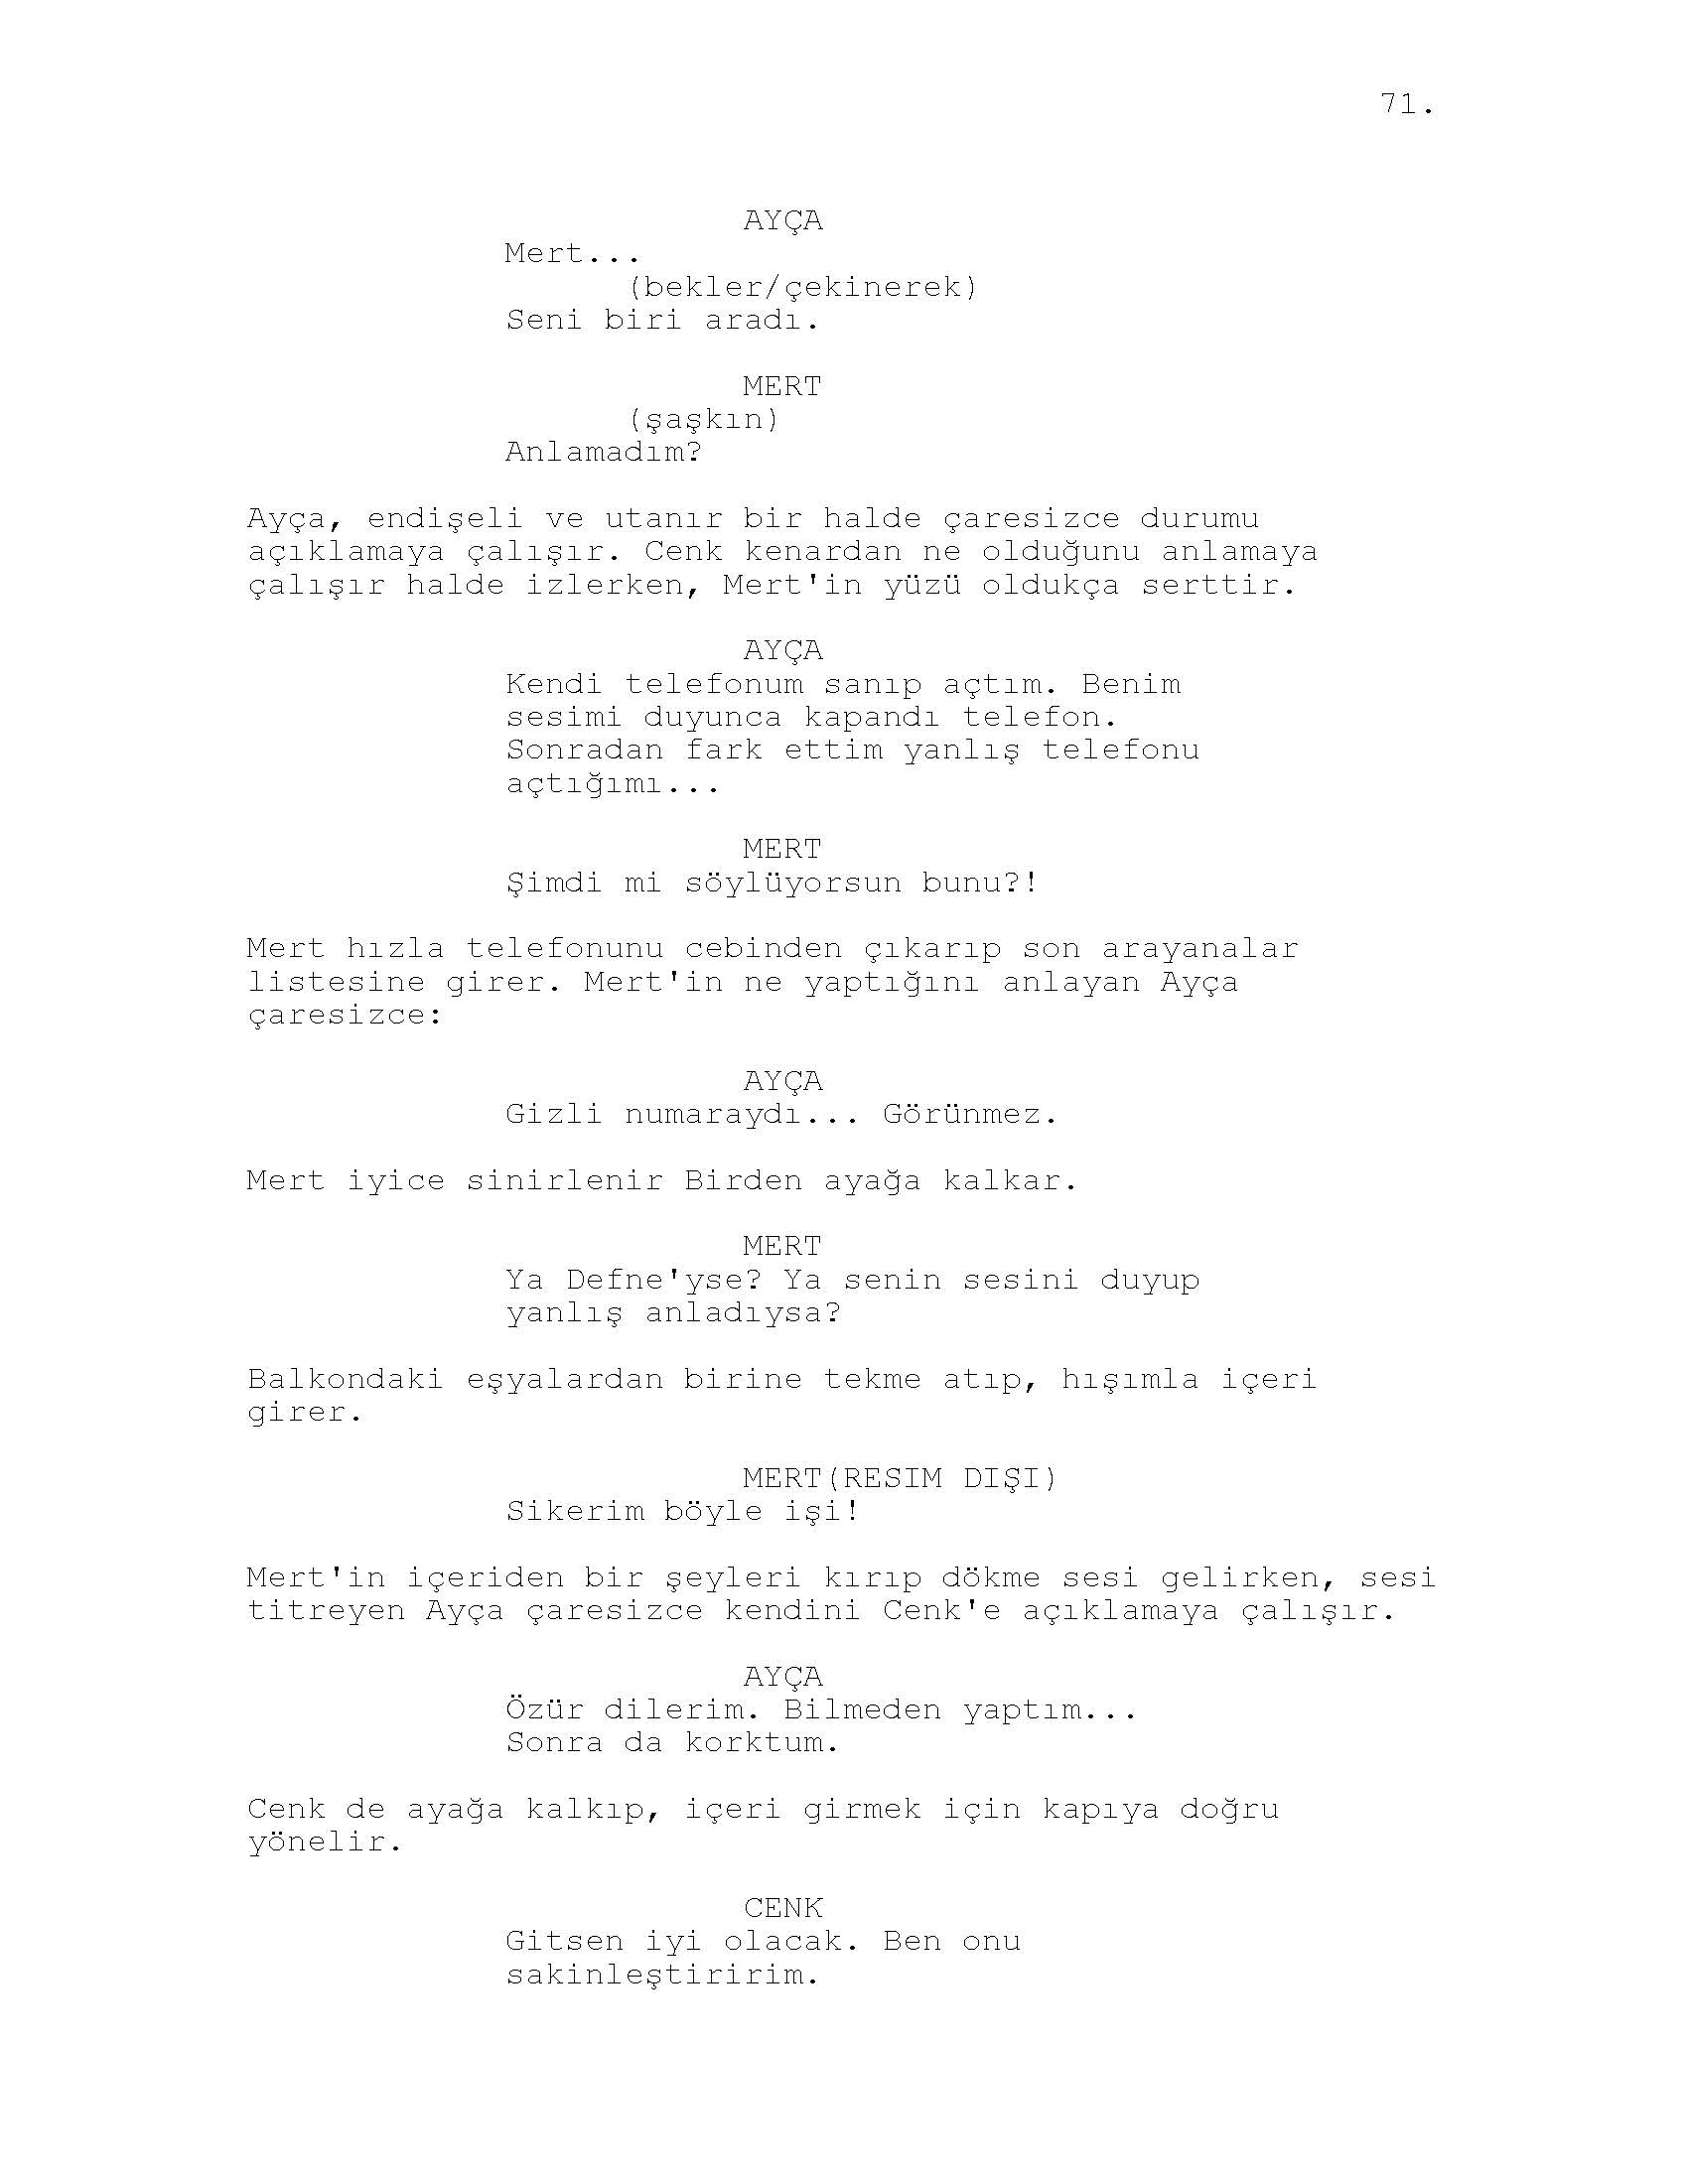 71.
AYÇA
Mert...
(bekler/çekinerek)
Seni biri aradı.
MERT
(şaşkın)
Anlamadım?
Ayça, endişeli ve utanır bir halde çaresizce durumu
açıklamaya çalışır. Cenk kenardan ne olduğunu anlamaya
çalışır halde izlerken, Mert'in yüzü oldukça serttir.
AYÇA
Kendi telefonum sanıp açtım. Benim
sesimi duyunca kapandı telefon.
Sonradan fark ettim yanlış telefonu
açtığımı...
MERT
Şimdi mi söylüyorsun bunu?!
Mert hızla telefonunu cebinden çıkarıp son arayanalar
listesine girer. Mert'in ne yaptığını anlayan Ayça
çaresizce:
AYÇA
Gizli numaraydı... Görünmez.
Mert iyice sinirlenir Birden ayağa kalkar.
MERT
Ya Defne'yse? Ya senin sesini duyup
yanlış anladıysa?
Balkondaki eşyalardan birine tekme atıp, hışımla içeri
girer.
MERT(RESIM DIŞI)
Sikerim böyle işi!
Mert'in içeriden bir şeyleri kırıp dökme sesi gelirken, sesi
titreyen Ayça çaresizce kendini Cenk'e açıklamaya çalışır.
AYÇA
Özür dilerim. Bilmeden yaptım...
Sonra da korktum.
Cenk de ayağa kalkıp, içeri girmek için kapıya doğru
yönelir.
CENK
Gitsen iyi olacak. Ben onu
sakinleştiririm.